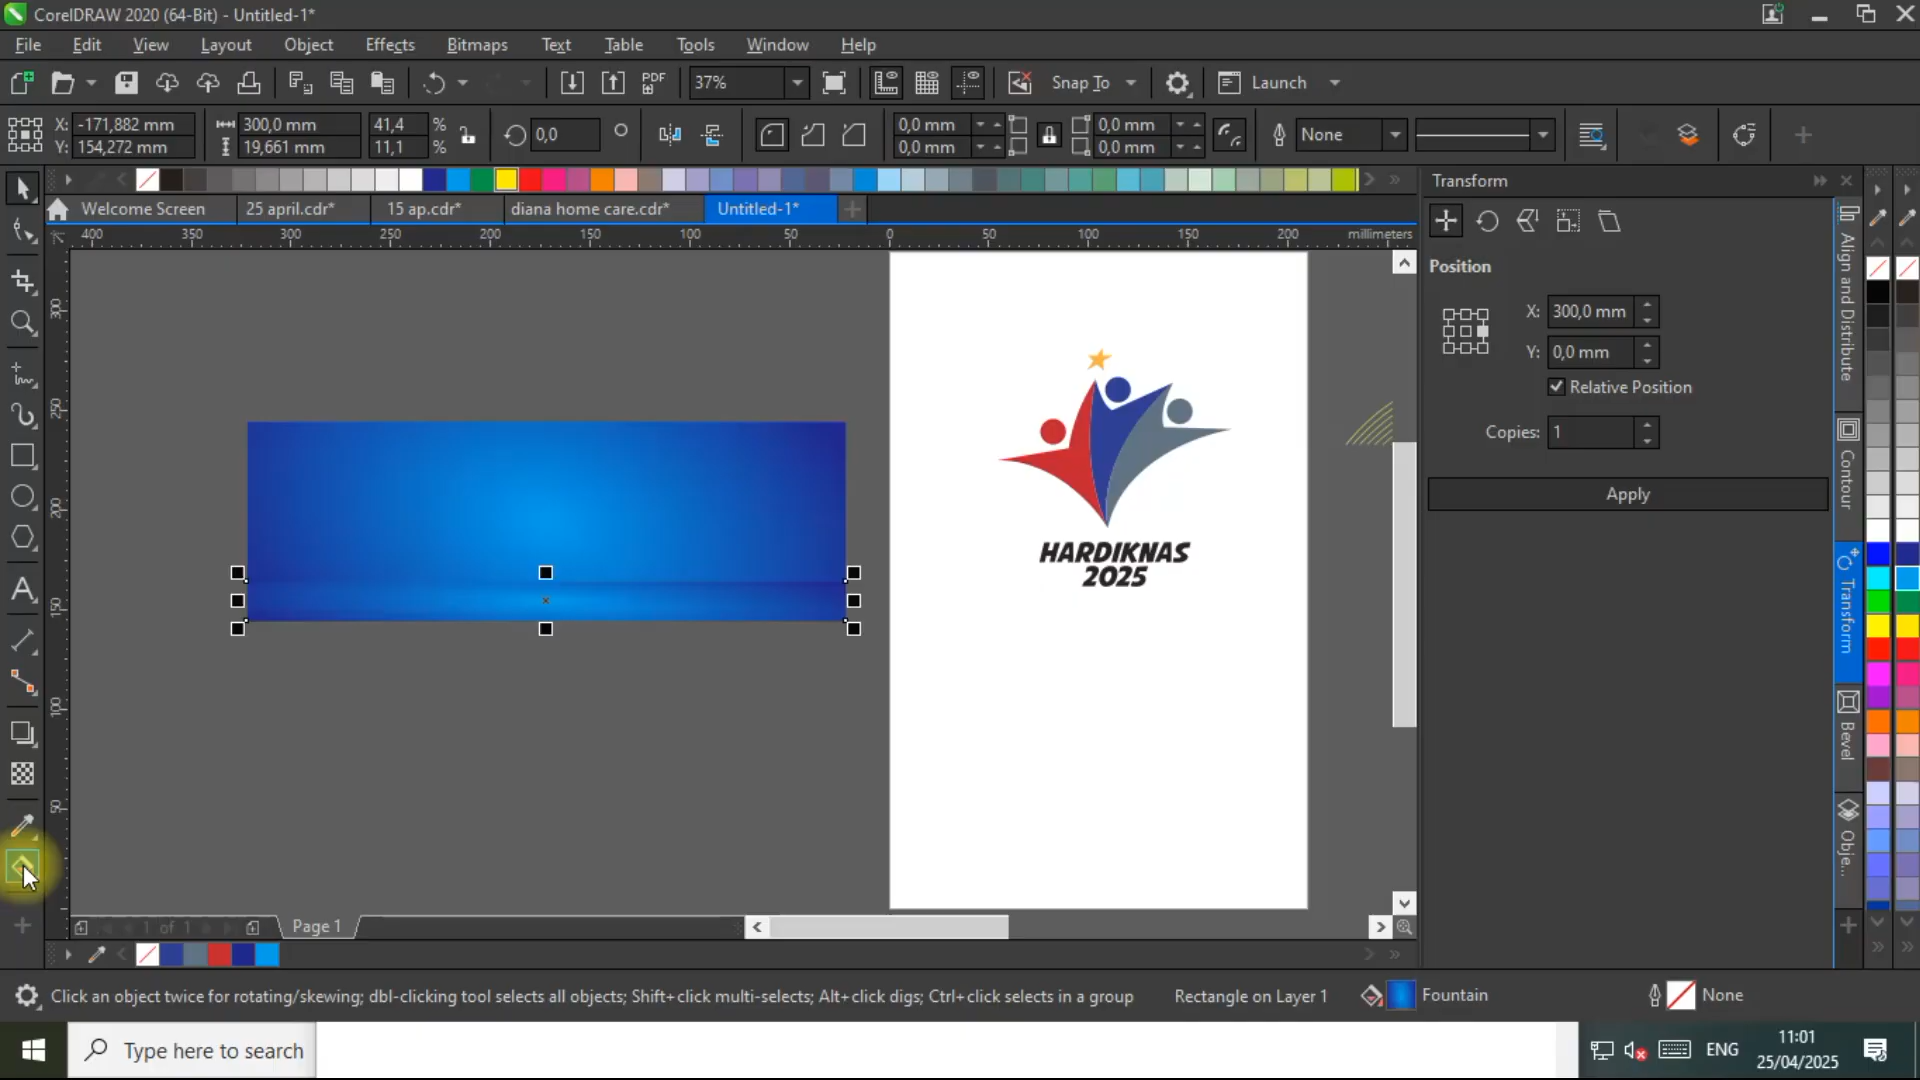 CorelDRAW 2020 (64-Bit) - Untitled-1*
File Edit View Layout Object Effects Bitmaps Text Table Tools Window Help
PDF 37% Snap To Launch
X: -171,882 mm 300,0 mm 41,4 % 0,0 0,0 mm 0,0 mm None
Y: 154,272 mm 19,661 mm 11,1 % 0,0 mm 0,0 mm
Welcome Screen 25 april.cdr* 15 ap.cdr* diana home care.cdr* Untitled-1*
400 350 300 250 200 150 100 50 0 50 100 150 200 millimeters
300
250
200
150
100
50
HARDIKNAS
2025
Transform
Position
X: 300,0 mm
Y: 0,0 mm
Relative Position
Copies: 1
Apply
Align and Distribute
Contour
Transform
Bevel
Obje...
1 of 1 Page 1
Click an object twice for rotating/skewing; dbl-clicking tool selects all objects; Shift+click multi-selects; Alt+click digs; Ctrl+click selects in a group Rectangle on Layer 1 Fountain None
Type here to search
ENG 11:01
25/04/2025